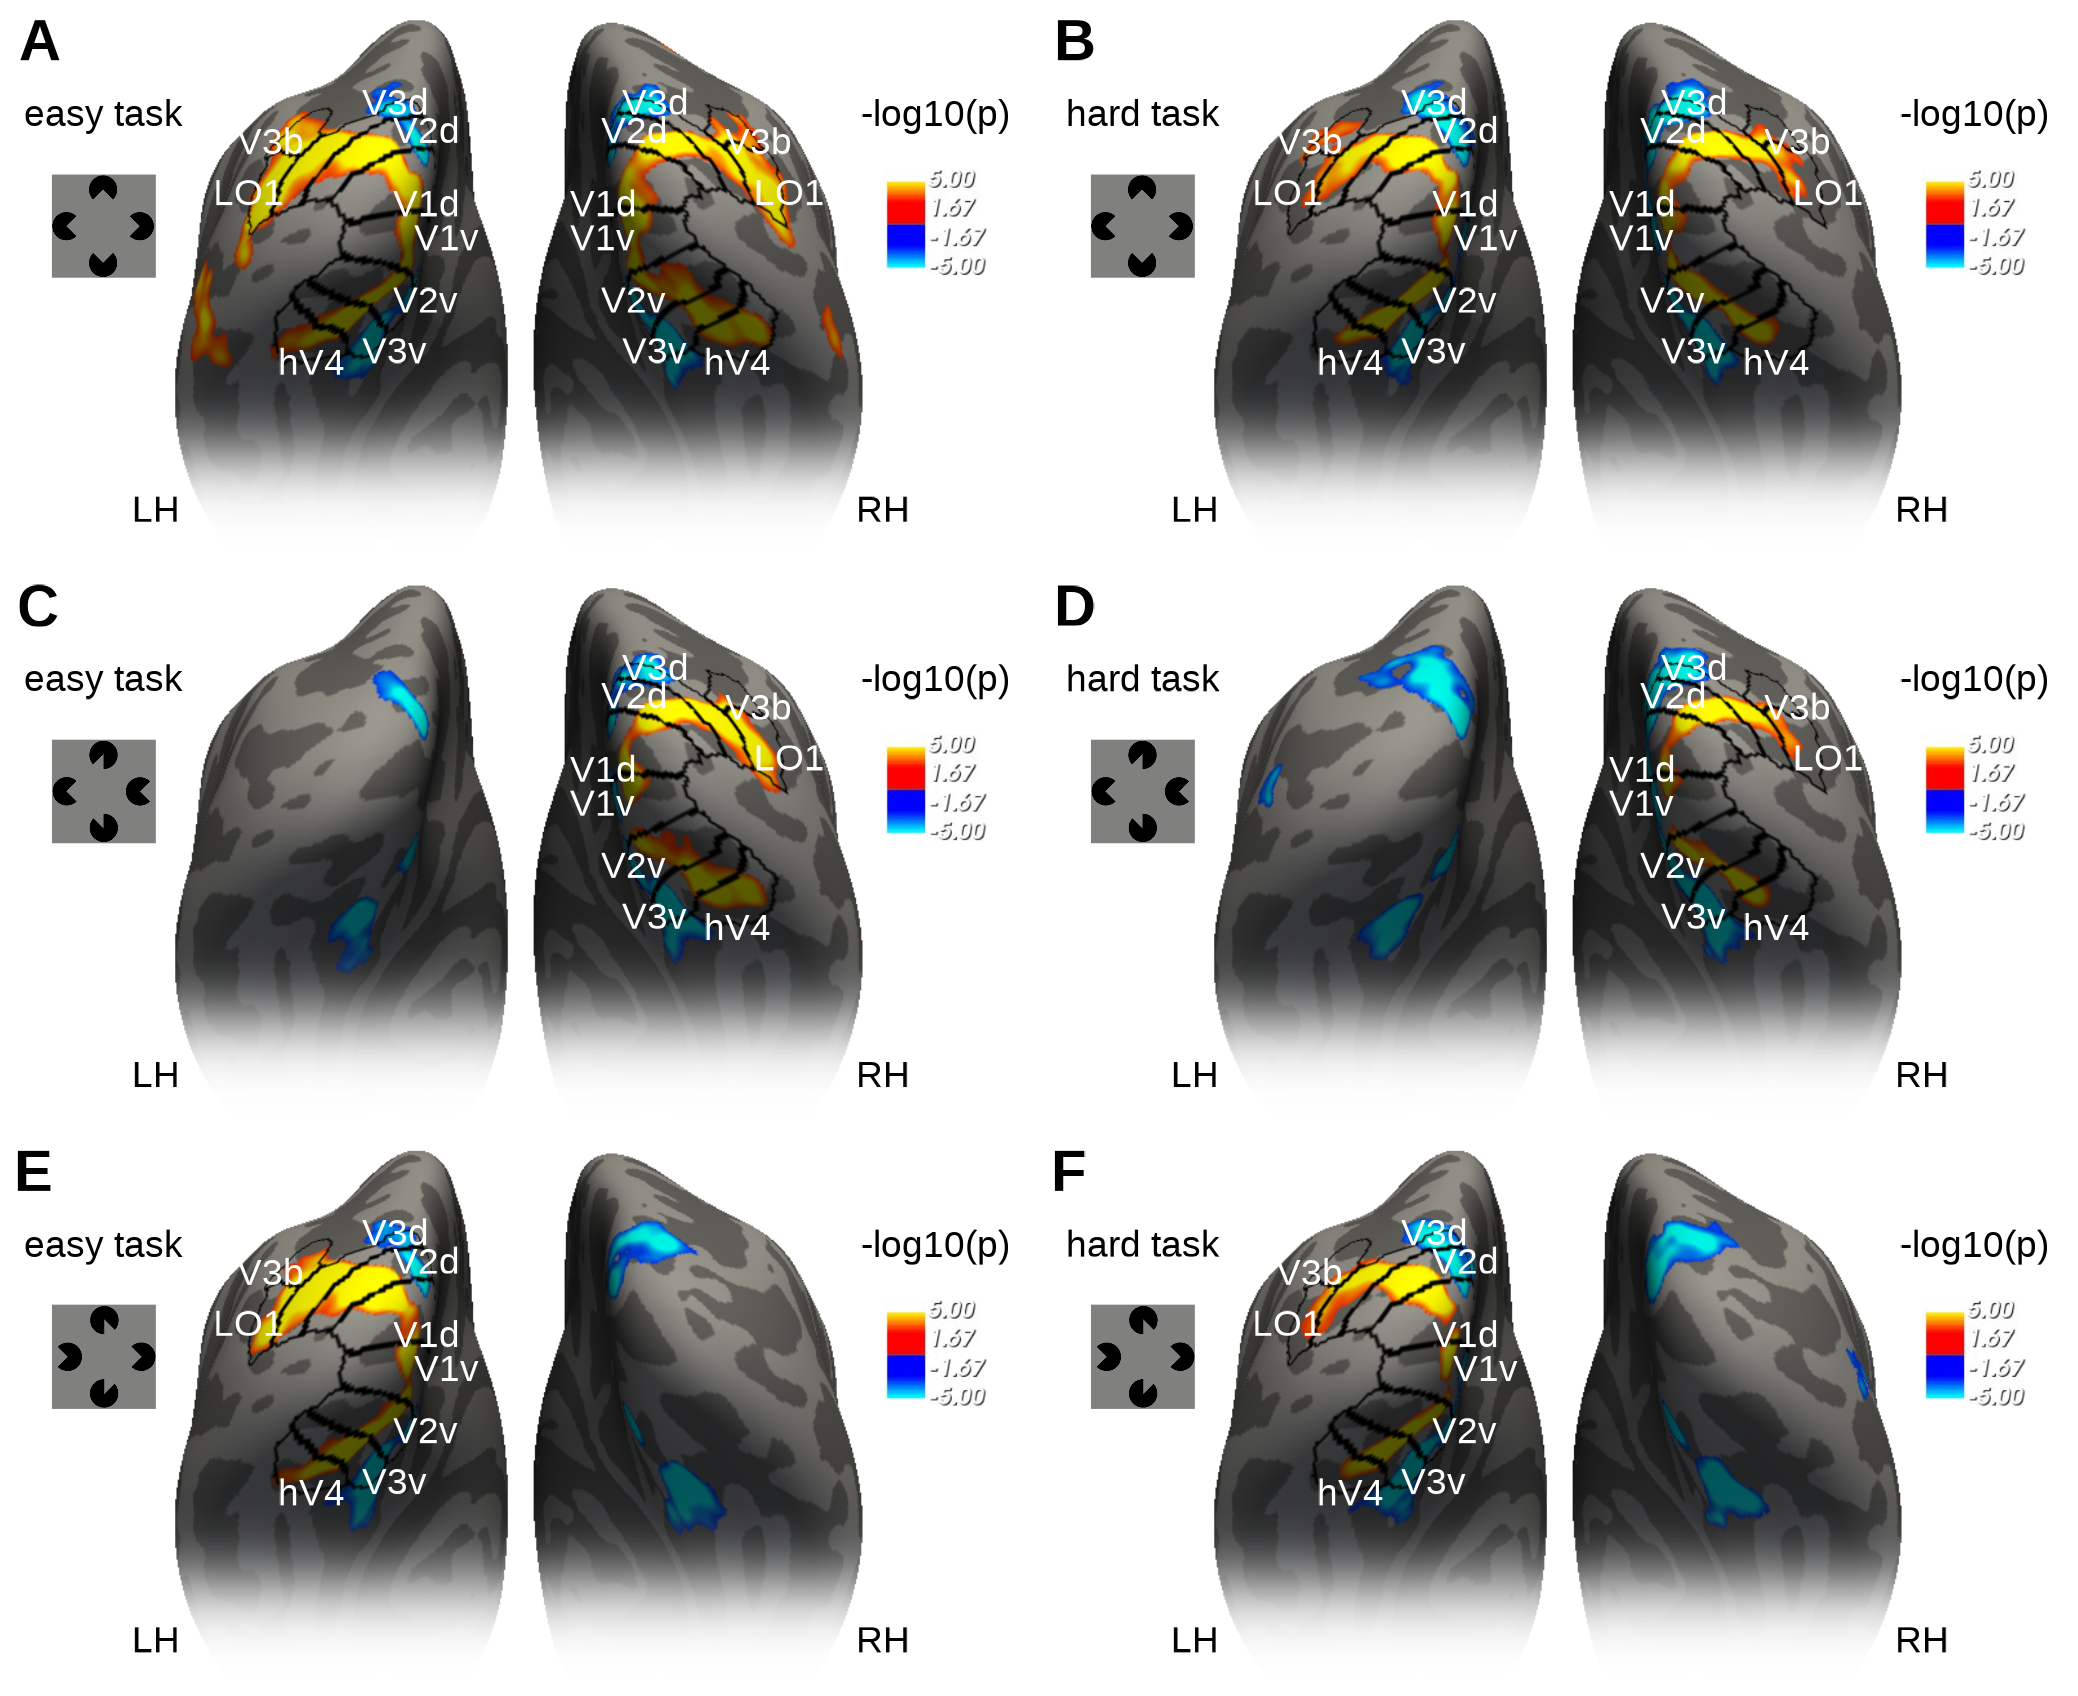 A
easy task
V3d
V2d
V3b
LO1
V1d
V1v
V2v
V3v
hV4
LH
V3d
V2d
V3b
LO1
V1d
V1v
V2v
V3v
hV4
RH
-log10(p)
5.00
1.67
-1.67
-5.00
B
hard task
V3d
V2d
V3b
LO1
V1d
V1v
V2v
V3v
hV4
LH
V3d
V2d
V3b
LO1
V1d
V1v
V2v
V3v
hV4
RH
-log10(p)
5.00
1.67
-1.67
-5.00
C
easy task
LH
V3d
V2d
V3b
LO1
V1d
V1v
V2v
V3v
hV4
RH
-log10(p)
5.00
1.67
-1.67
-5.00
D
hard task
LH
V3d
V2d
V3b
LO1
V1d
V1v
V2v
V3v
hV4
RH
-log10(p)
5.00
1.67
-1.67
-5.00
E
easy task
V3d
V2d
V3b
LO1
V1d
V1v
V2v
V3v
hV4
LH
RH
-log10(p)
5.00
1.67
-1.67
-5.00
F
hard task
V3d
V2d
V3b
LO1
V1d
V1v
V2v
V3v
hV4
LH
RH
-log10(p)
5.00
1.67
-1.67
-5.00